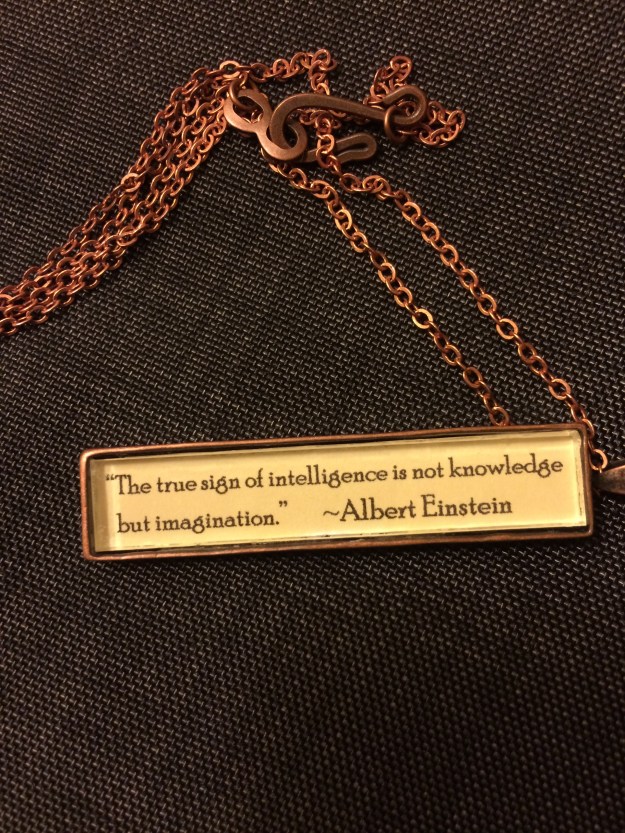 “The true sign of intelligence is not knowledge
but imagination.” ~Albert Einstein